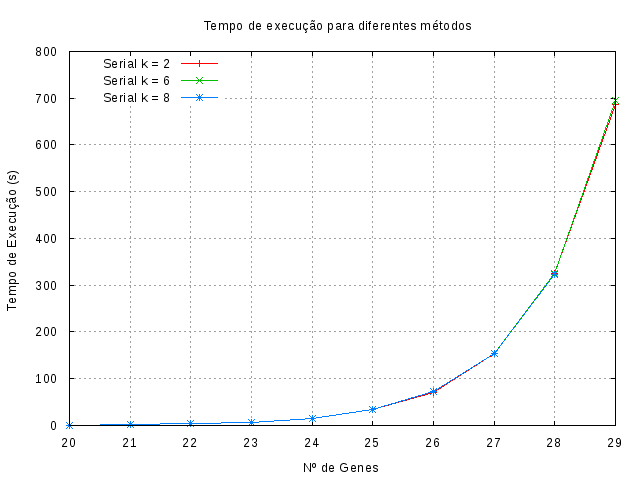 Tempo de execução para diferentes métodos
800
700
600
500
400
300
200
100
0
Serial k = 2
Serial k = 6
Serial k = 8
Tempo de Execução (s)
20 21 22 23 24 25 26 27 28 29
Nº de Genes